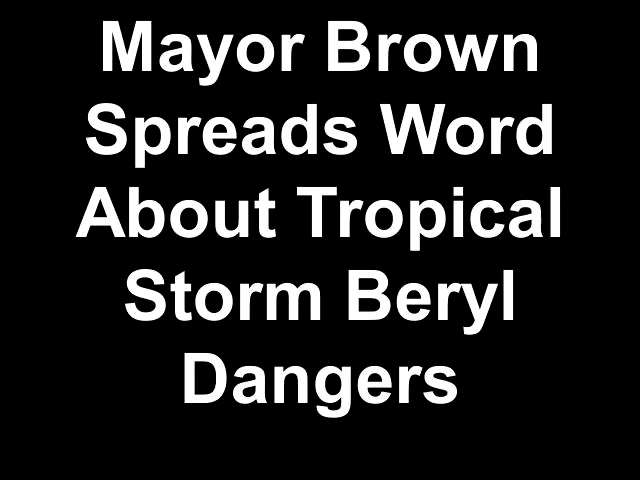 Mayor Brown
Spreads Word
About Tropical
Storm Beryl
Dangers